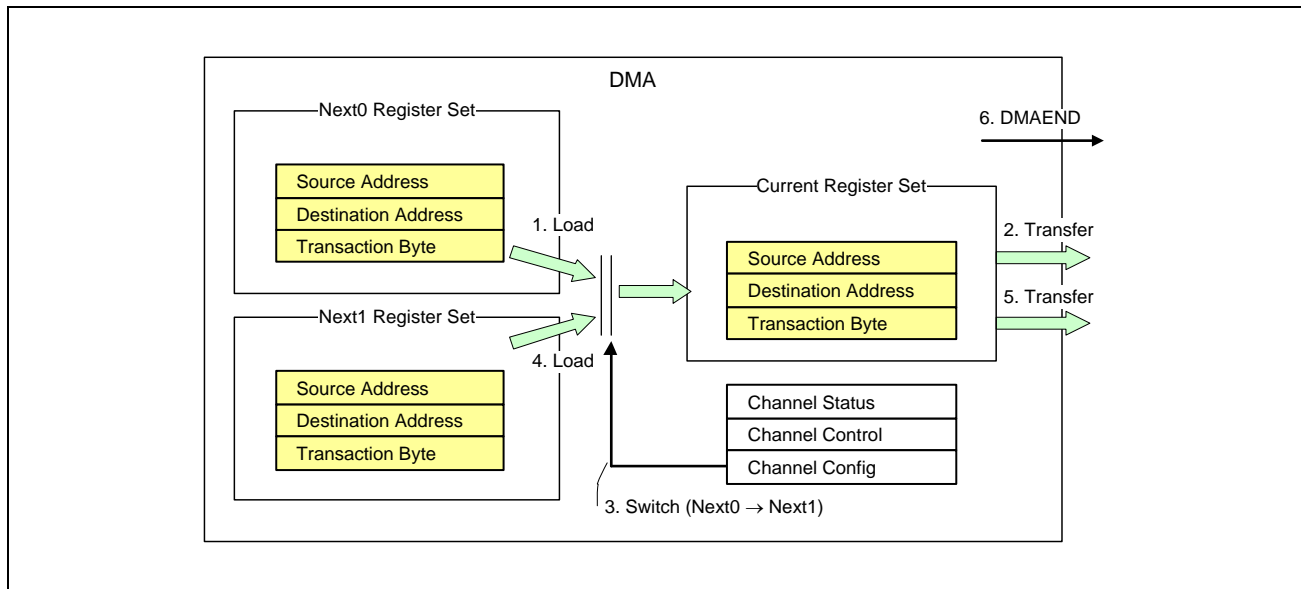 DMA
Next0 Register Set
Source Address
Destination Address
Transaction Byte
1. Load
Next1 Register Set
Source Address
Destination Address
Transaction Byte
4. Load
3. Switch (Next0 → Next1)
Current Register Set
Source Address
Destination Address
Transaction Byte
Channel Status
Channel Control
Channel Config
6. DMAEND
2. Transfer
5. Transfer